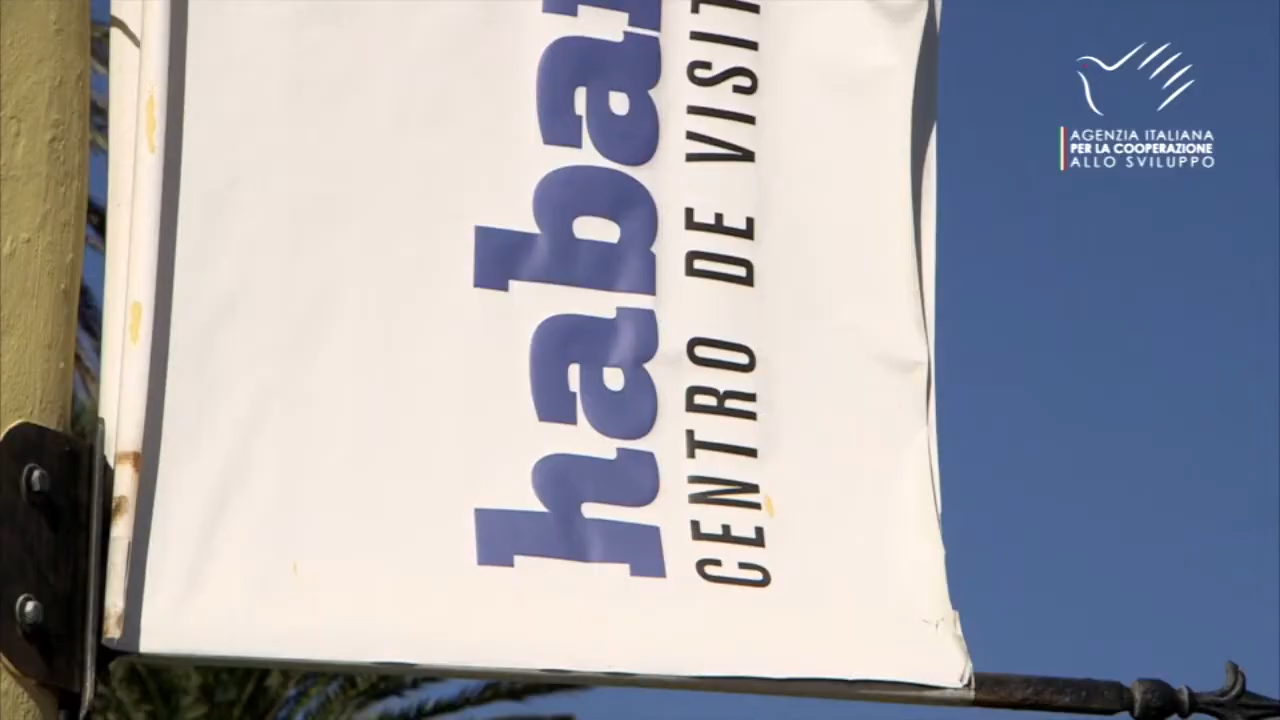 haba
CENTRO DE VISIT
AGENZIA ITALIANA
PER LA COOPERAZIONE
ALLO SVILUPPO